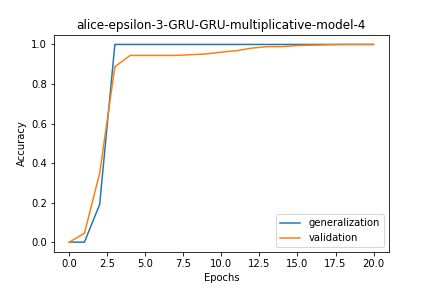 alice-epsilon-3-GRU-GRU-multiplicative-model-4
1.0
0.8
0.6
0.4
0.2
0.0
Accuracy
generalization
validation
0.0 2.5 5.0 7.5 10.0 12.5 15.0 17.5 20.0
Epochs